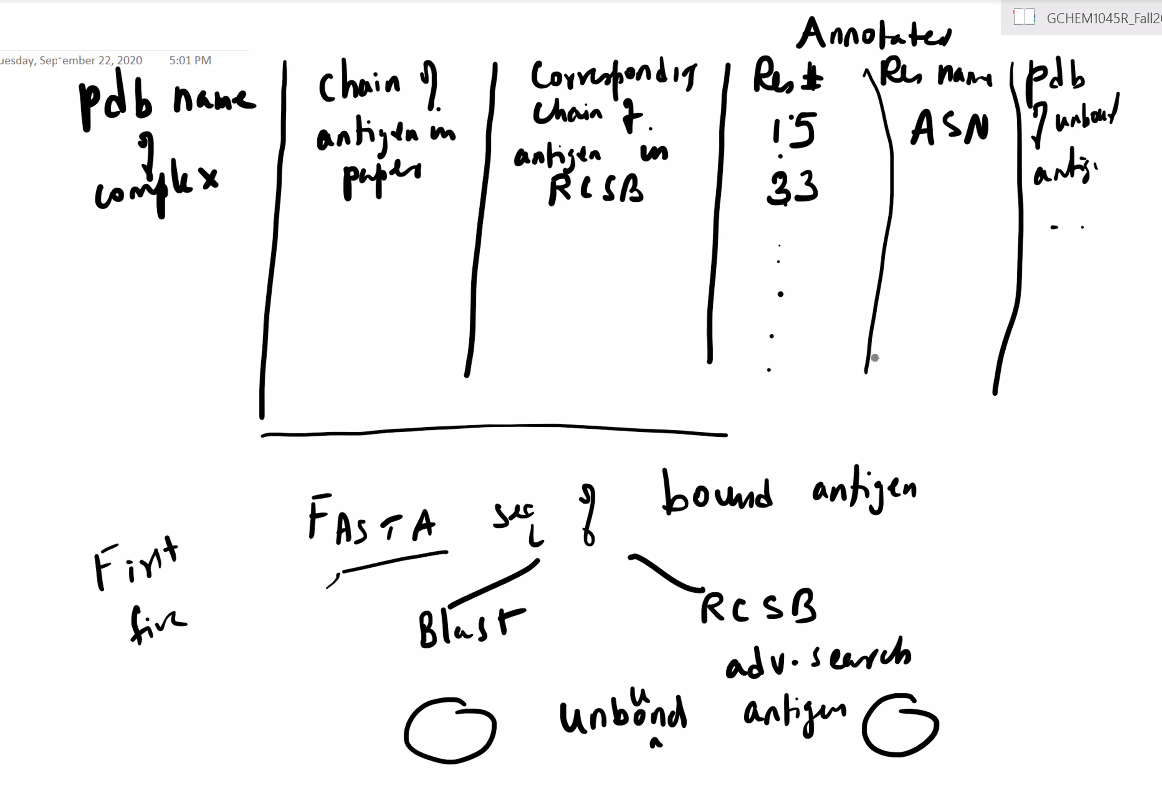 GCHEM1045R_Fall20
uesday, September 22, 2020 5:01 PM
Annotated
pdb name
of
complex
chain of
antigen in
paper
Corresponding
chain of
antigen in
RCSB
Res #
15
33
Res name
ASN
pdb
of unbound
antig.
FASTA seq of bound antigen
First
five
Blast
RCSB
adv. search
unbound antigen